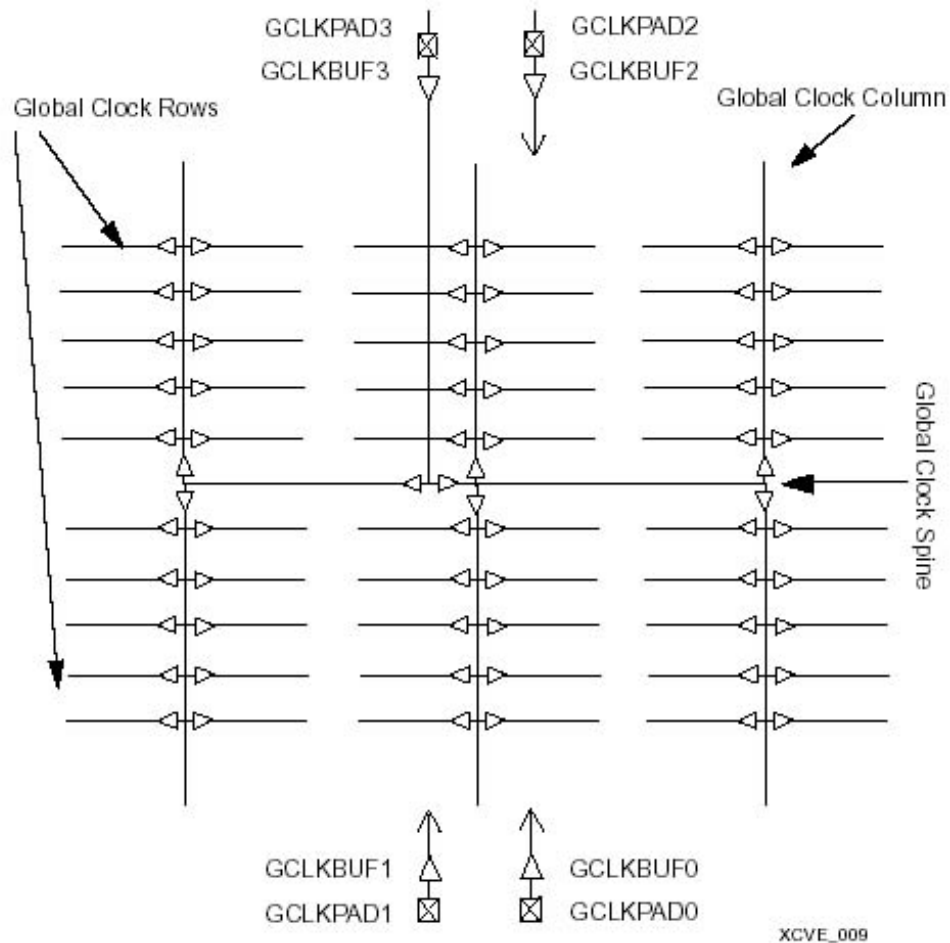 GCLKPAD3
GCLKPAD2
GCLKBUF3
GCLKBUF2
Global Clock Rows
Global Clock Column
Global Clock Spine
GCLKBUF1
GCLKBUF0
GCLKPAD1
GCLKPAD0
XCVE_009